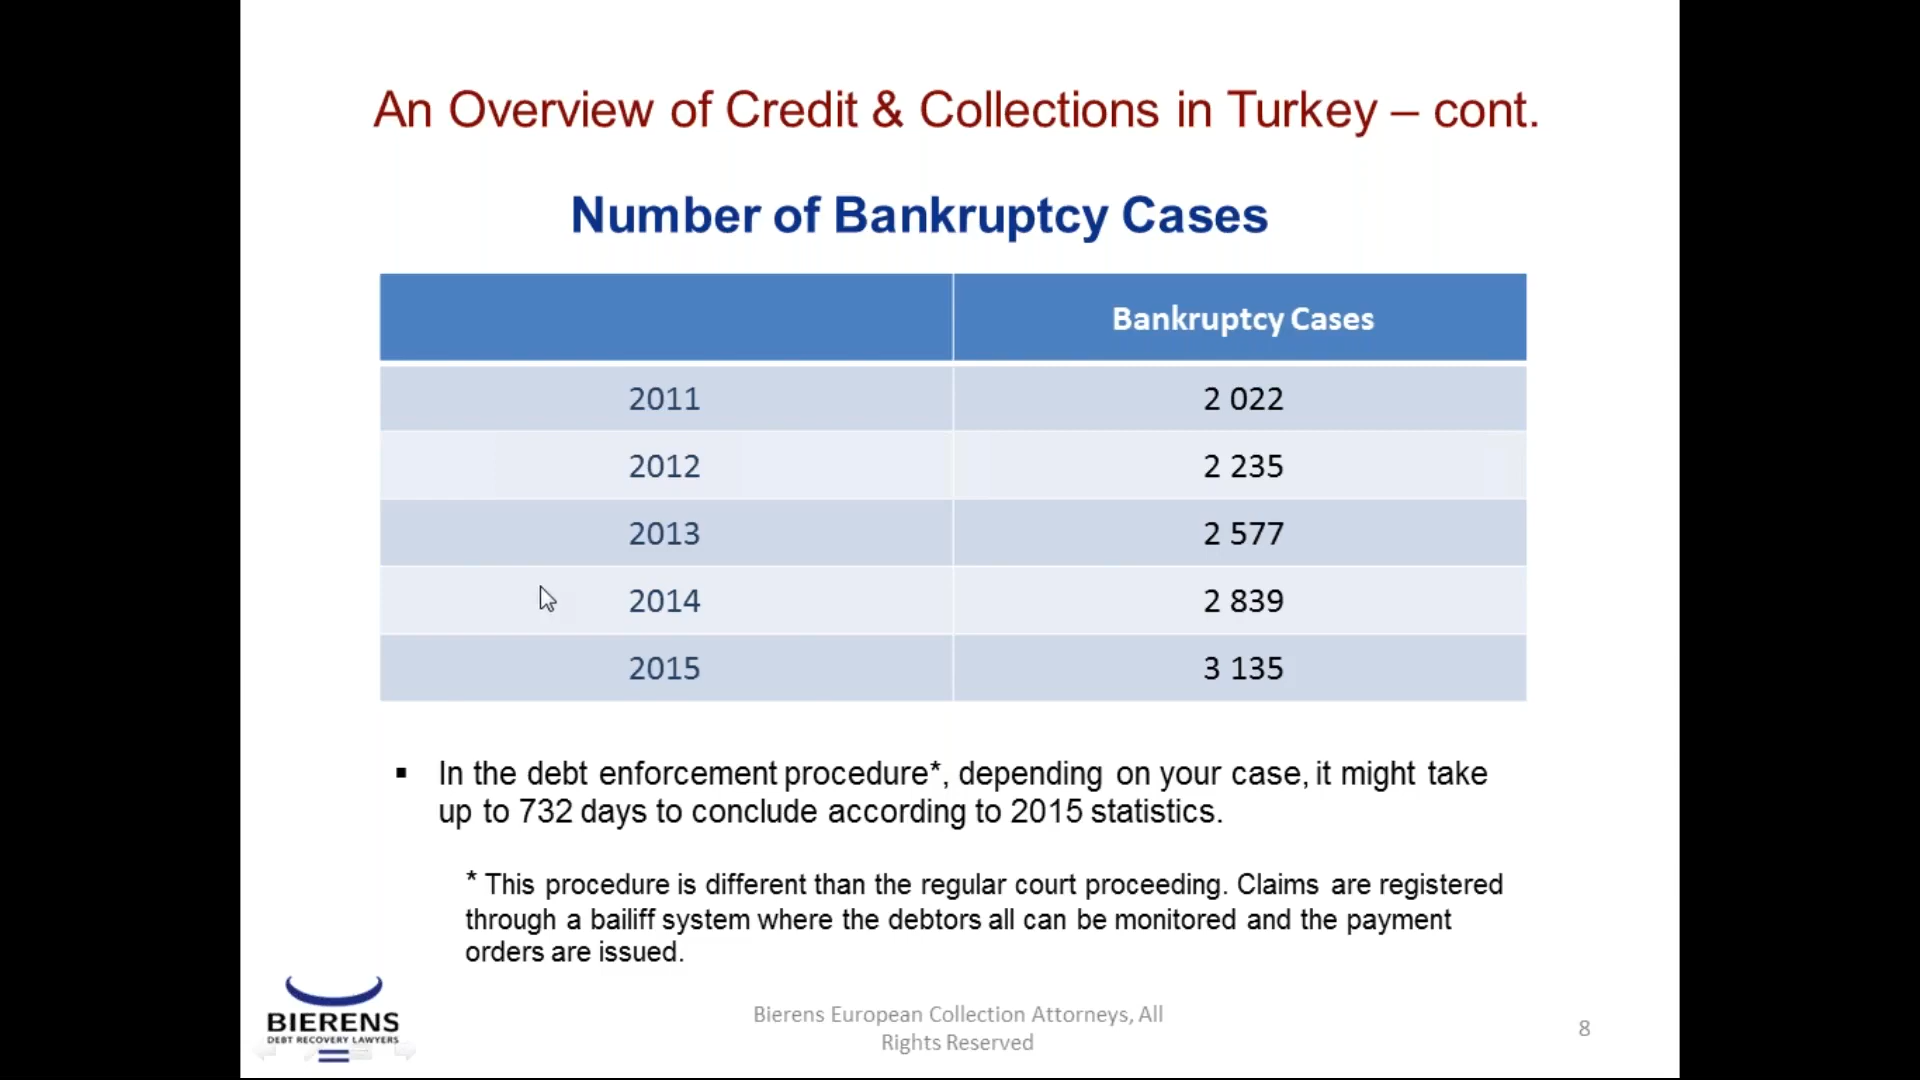 An Overview of Credit & Collections in Turkey – cont.
Number of Bankruptcy Cases
Bankruptcy Cases
2011 2 022
2012 2 235
2013 2 577
2014 2 839
2015 3 135
▪ In the debt enforcement procedure*, depending on your case, it might take
up to 732 days to conclude according to 2015 statistics.
* This procedure is different than the regular court proceeding. Claims are registered
through a bailiff system where the debtors all can be monitored and the payment
orders are issued.
BIERENS
DEBT RECOVERY LAWYERS
Bierens European Collection Attorneys, All
Rights Reserved
8